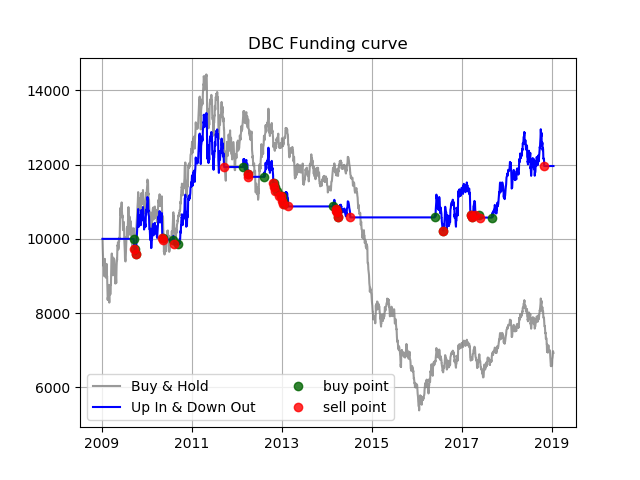 DBC Funding curve
14000
12000
10000
8000
6000
Buy & Hold
Up In & Down Out
buy point
sell point
2009 2011 2013 2015 2017 2019